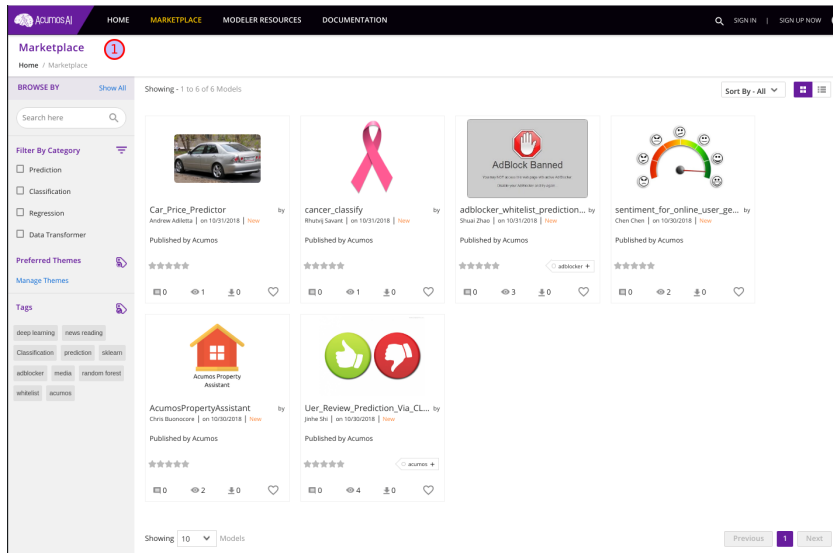 Acumos AI HOME MARKETPLACE MODELER RESOURCES DOCUMENTATION SIGN IN | SIGN UP NOW
Marketplace 1
Home / Marketplace
BROWSE BY Show All
Showing - 1 to 6 of 6 Models
Sort By - All
Search here
Filter By Category
Prediction
Classification
Regression
Data Transformer
Preferred Themes
Manage Themes
Tags
deep learning news reading
Classification prediction sklearn
adblocker media random forest
whitelist acumos
Car_Price_Predictor by
Andrew Adiletta | on 10/31/2018 | New
Published by Acumos
0 1 0
cancer_classify by
Rhutvij Savant | on 10/31/2018 | New
Published by Acumos
0 1 0
AdBlock Banned
adblocker_whitelist_prediction... by
Shuai Zhao | on 10/31/2018 | New
Published by Acumos
adblocker +
0 3 0
sentiment_for_online_user_ge... by
Chen Chen | on 10/30/2018 | New
Published by Acumos
0 2 0
Acumos Property
Assistant
AcumosPropertyAssistant by
Chris Buonocore | on 10/30/2018 | New
Published by Acumos
0 2 0
Uer_Review_Prediction_Via_CL... by
Jinhe Shi | on 10/30/2018 | New
Published by Acumos
acumos +
0 4 0
Showing 10 Models
Previous 1 Next